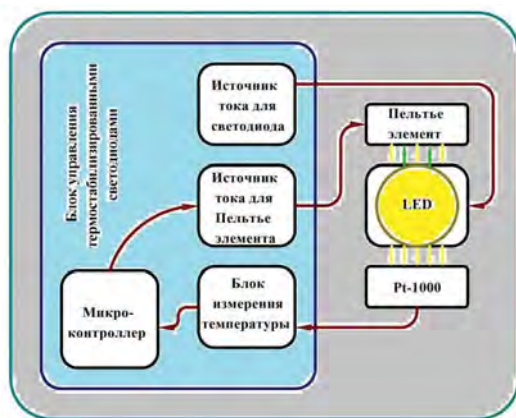 Блок управления
термостабилизированными
светодиодами
Источник
тока для
светодиода
Источник
тока для
Пельтье
элемента
Блок
измерения
температуры
Микро-
контроллер
Пельтье
элемент
LED
Pt-1000